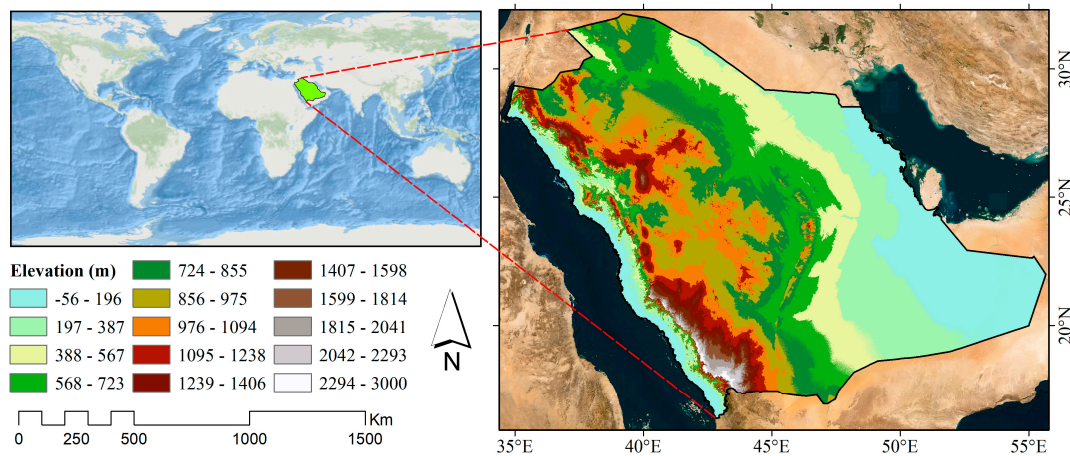 Elevation (m)
-56 - 196
197 - 387
388 - 567
568 - 723
724 - 855
856 - 975
976 - 1094
1095 - 1238
1239 - 1406
1407 - 1598
1599 - 1814
1815 - 2041
2042 - 2293
2294 - 3000
N
Km
0 250 500 1000 1500
30°N
25°N
20°N
35°E 40°E 45°E 50°E 55°E